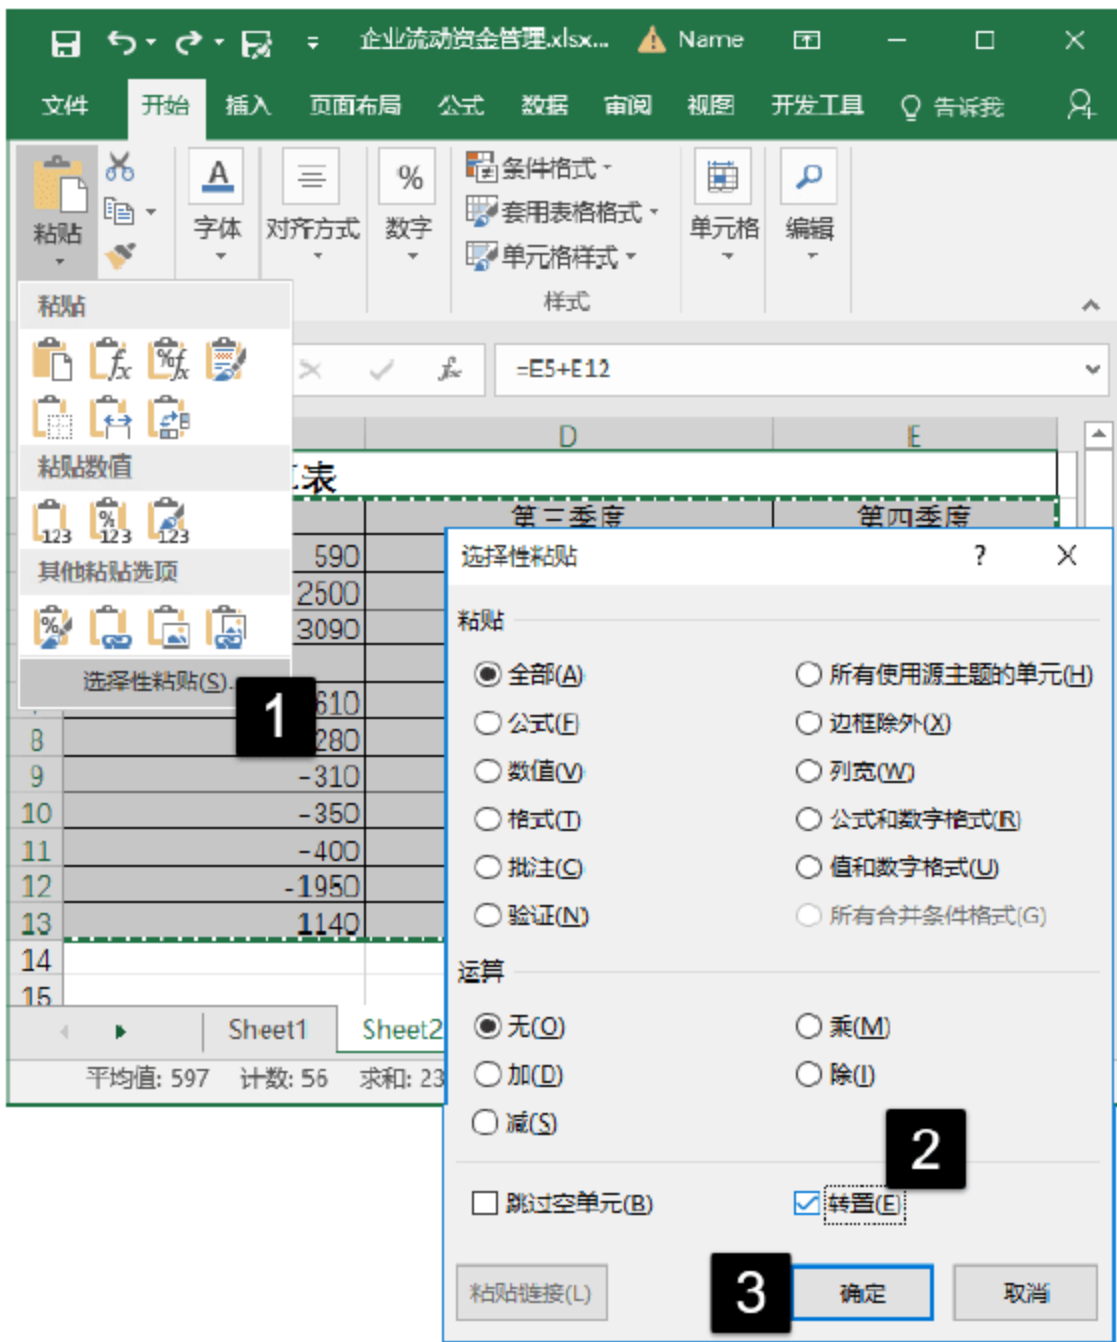 企业流动资金管理.xlsx... Name
文件 开始 插入 页面布局 公式 数据 审阅 视图 开发工具 告诉我
粘贴 字体 对齐方式 数字 单元格 编辑
条件格式
套用表格格式
单元格样式
样式
粘贴
粘贴数值
其他粘贴选项
选择性粘贴(S)...
1
=E5+E12
D E
算表
第三季度 第四季度
590
2500
3090
610
8 280
9 -310
10 -350
11 -400
12 -1950
13 1140
14
15
Sheet1 Sheet2
平均值: 597 计数: 56 求和: 23
选择性粘贴 ?
粘贴
全部(A) 所有使用源主题的单元(H)
公式(F) 边框除外(X)
数值(V) 列宽(W)
格式(T) 公式和数字格式(R)
批注(C) 值和数字格式(U)
验证(N) 所有合并条件格式(G)
运算
无(O) 乘(M)
加(D) 除(I)
减(S)
2
跳过空单元(B) 转置(E)
粘贴链接(L) 3 确定 取消